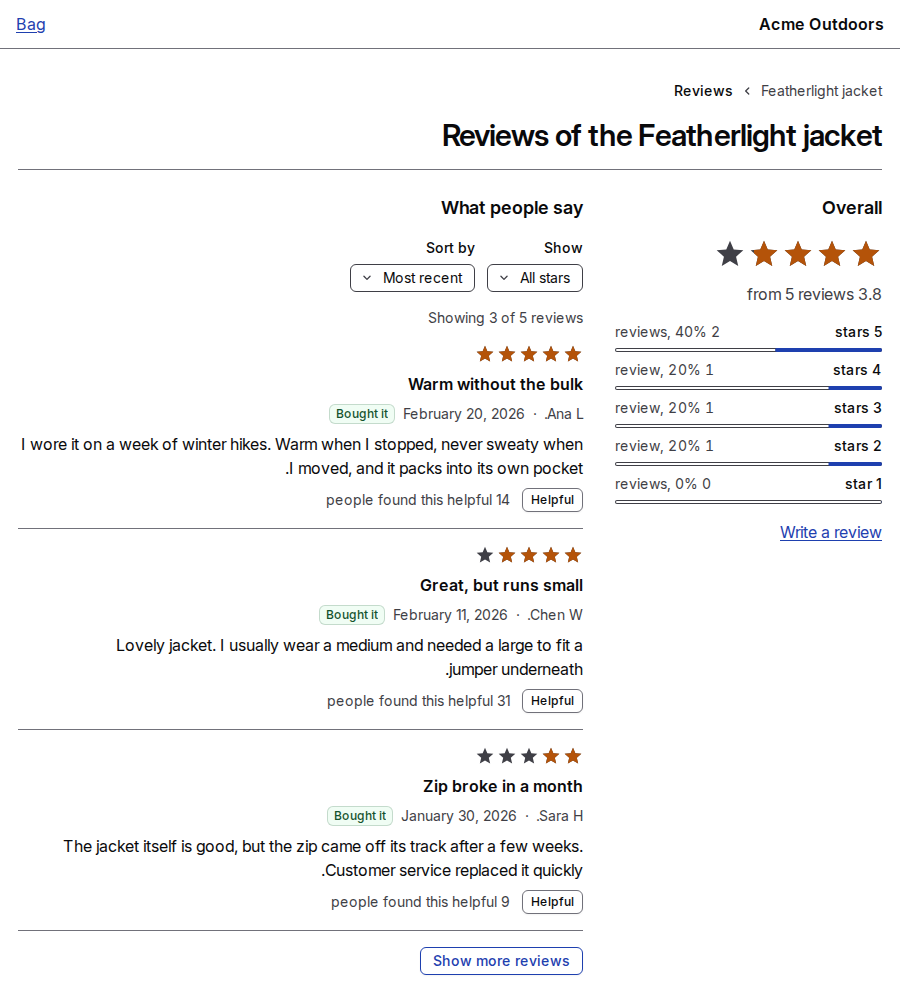 Acme Outdoors
Bag
Featherlight jacket
Reviews
Reviews of the Featherlight jacket
Overall
from 5 reviews 3.8
stars 5
reviews, 40% 2
stars 4
review, 20% 1
stars 3
review, 20% 1
stars 2
review, 20% 1
star 1
reviews, 0% 0
Write a review
What people say
Show
All stars
Sort by
Most recent
Showing 3 of 5 reviews
Warm without the bulk
Bought it February 20, 2026 · .Ana L
I wore it on a week of winter hikes. Warm when I stopped, never sweaty when
.I moved, and it packs into its own pocket
people found this helpful 14 Helpful
Great, but runs small
Bought it February 11, 2026 · .Chen W
Lovely jacket. I usually wear a medium and needed a large to fit a
.jumper underneath
people found this helpful 31 Helpful
Zip broke in a month
Bought it January 30, 2026 · .Sara H
The jacket itself is good, but the zip came off its track after a few weeks.
.Customer service replaced it quickly
people found this helpful 9 Helpful
Show more reviews